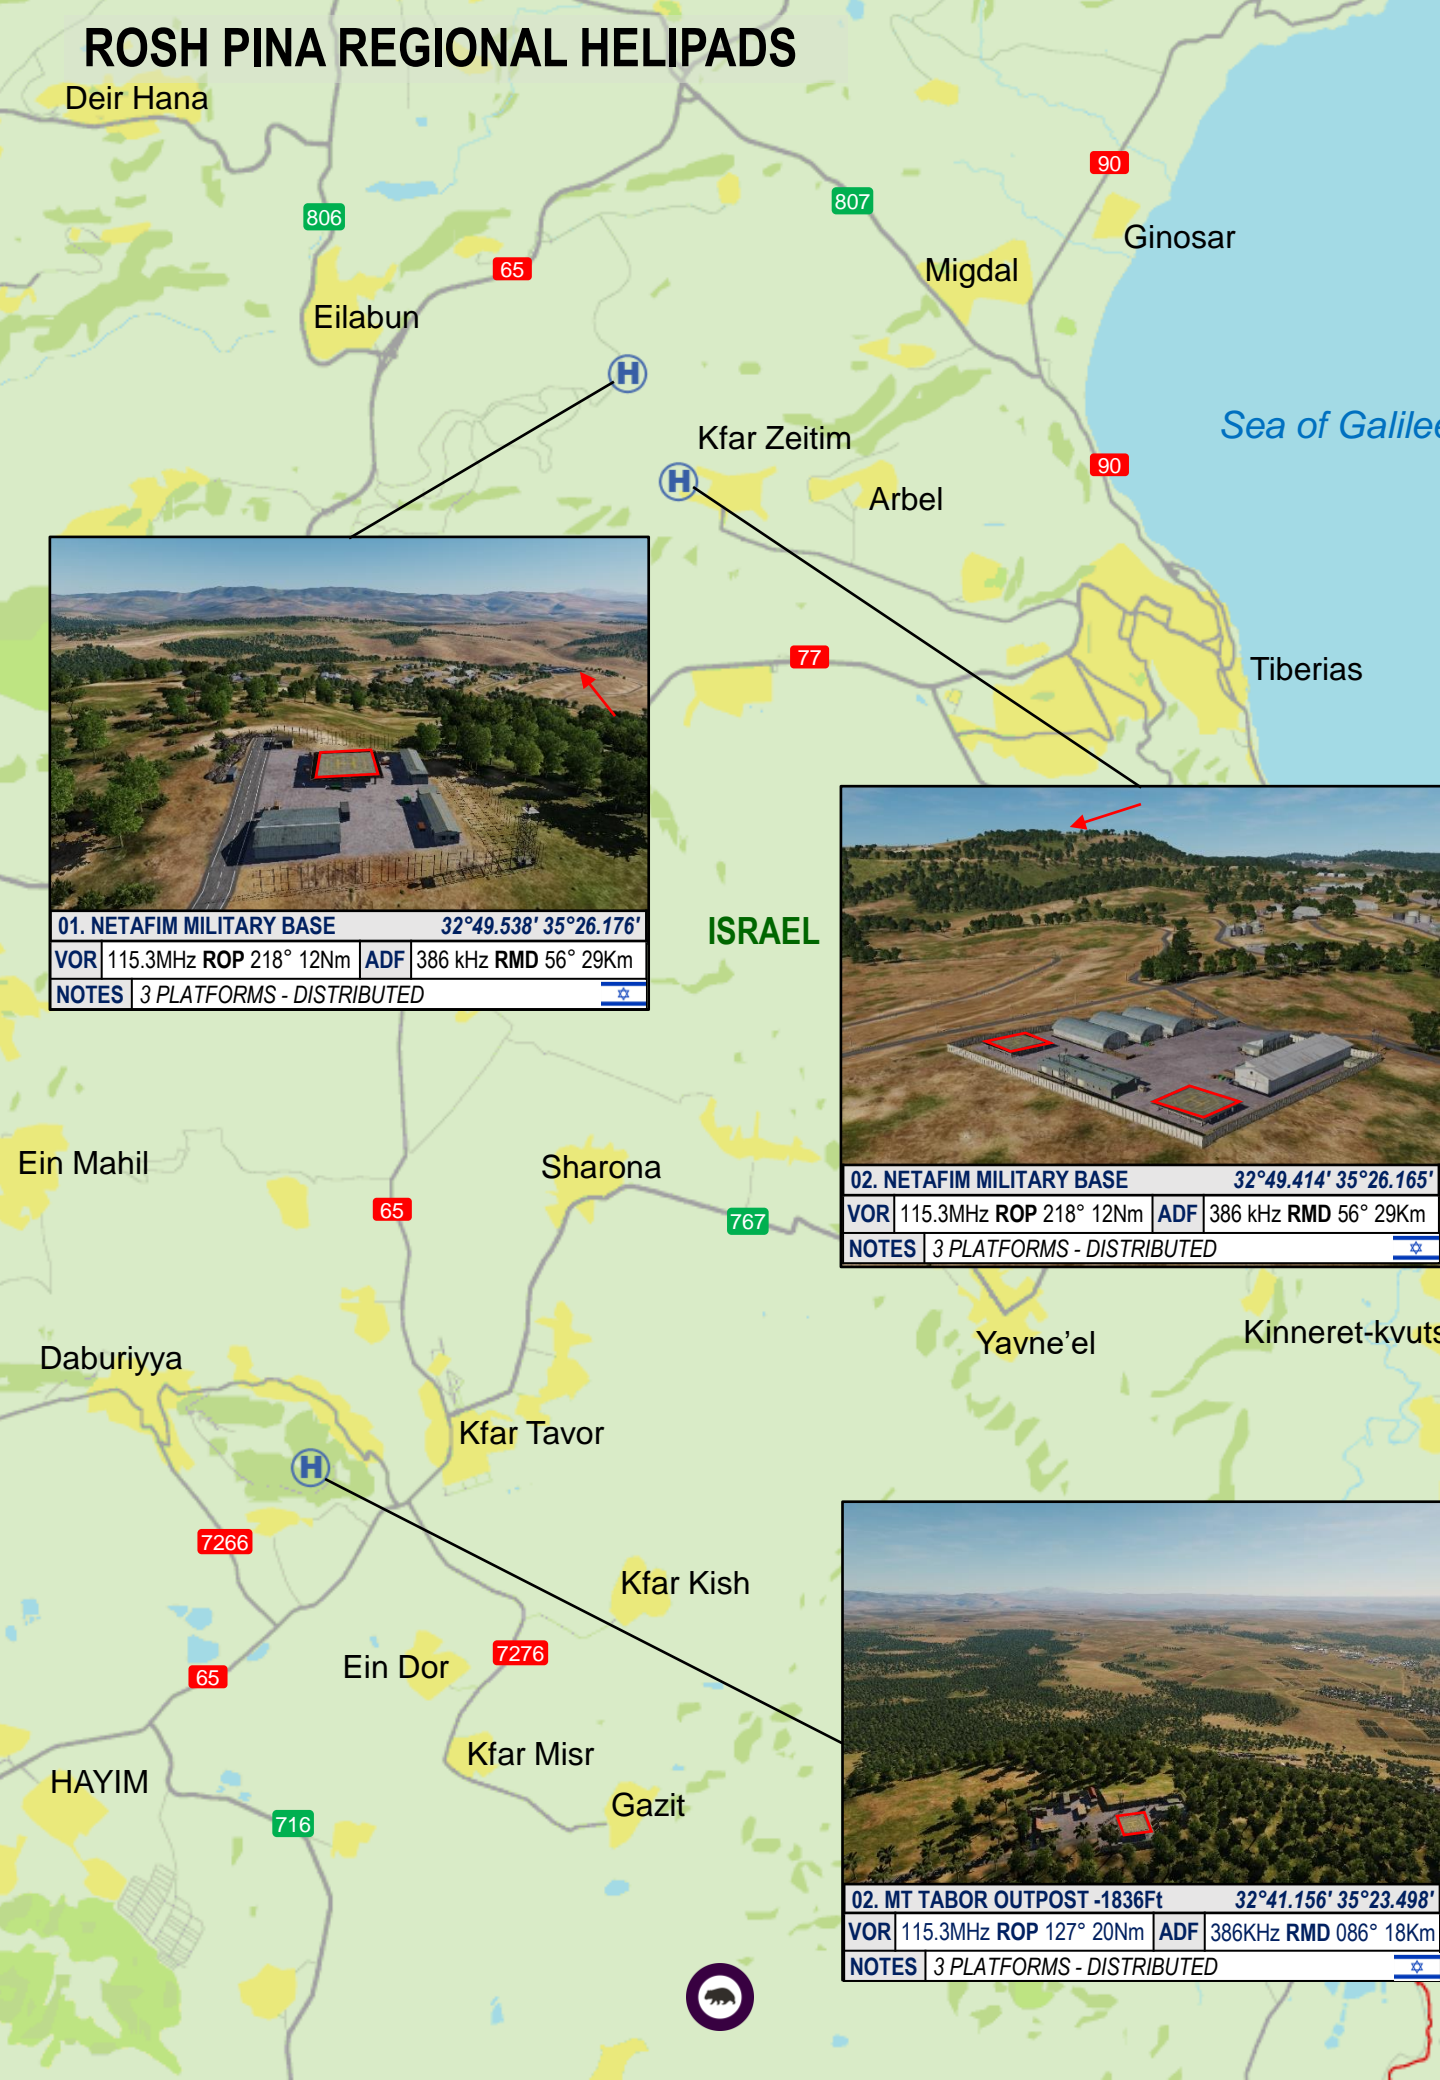 ROSH PINA REGIONAL HELIPADS
Deir Hana
90
806
807
Ginosar
65
Migdal
Eilabun
H
Sea of Galilee
Kfar Zeitim
90
H
Arbel
77
Tiberias
01. NETAFIM MILITARY BASE 32°49.538' 35°26.176'
VOR 115.3MHz ROP 218° 12Nm ADF 386 kHz RMD 56° 29Km
NOTES 3 PLATFORMS - DISTRIBUTED
ISRAEL
Ein Mahil
Sharona
65
767
02. NETAFIM MILITARY BASE 32°49.414' 35°26.165'
VOR 115.3MHz ROP 218° 12Nm ADF 386 kHz RMD 56° 29Km
NOTES 3 PLATFORMS - DISTRIBUTED
Yavne'el
Kinneret-kvuts
Daburiyya
Kfar Tavor
H
7266
Kfar Kish
7276
Ein Dor
65
Kfar Misr
HAYIM
Gazit
716
02. MT TABOR OUTPOST -1836Ft 32°41.156' 35°23.498'
VOR 115.3MHz ROP 127° 20Nm ADF 386KHz RMD 086° 18Km
NOTES 3 PLATFORMS - DISTRIBUTED